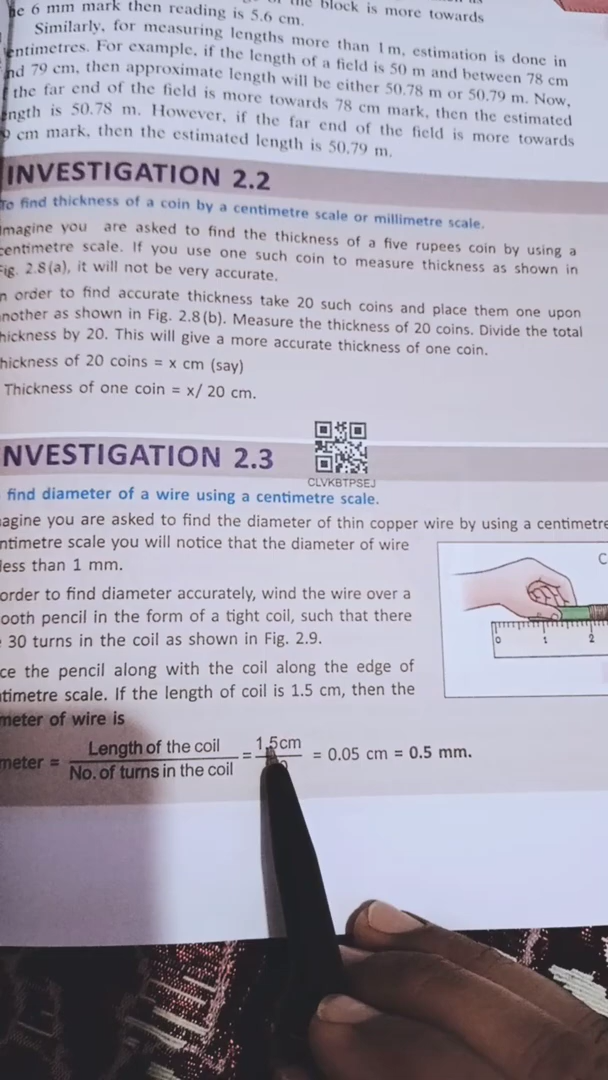 he 6 mm mark then reading is 5.6 cm.
the block is more towards
Similarly, for measuring lengths more than 1 m, estimation is done in
entimetres. For example, if the length of a field is 50 m and between 78 cm
nd 79 cm, then approximate length will be either 50.78 m or 50.79 m. Now,
the far end of the field is more towards 78 cm mark, then the estimated
ength is 50.78 m. However, if the far end of the field is more towards
9 cm mark, then the estimated length is 50.79 m.
INVESTIGATION 2.2
To find thickness of a coin by a centimetre scale or millimetre scale.
magine you are asked to find the thickness of a five rupees coin by using a
centimetre scale. If you use one such coin to measure thickness as shown in
Fig. 2.8(a), it will not be very accurate.
n order to find accurate thickness take 20 such coins and place them one upon
nother as shown in Fig. 2.8(b). Measure the thickness of 20 coins. Divide the total
hickness by 20. This will give a more accurate thickness of one coin.
hickness of 20 coins = x cm (say)
Thickness of one coin = x/ 20 cm.
NVESTIGATION 2.3
CLVKBTPSEJ
find diameter of a wire using a centimetre scale.
agine you are asked to find the diameter of thin copper wire by using a centimetre
ntimetre scale you will notice that the diameter of wire
less than 1 mm.
order to find diameter accurately, wind the wire over a
ooth pencil in the form of a tight coil, such that there
30 turns in the coil as shown in Fig. 2.9.
ce the pencil along with the coil along the edge of
timetre scale. If the length of coil is 1.5 cm, then the
meter of wire is
meter = Length of the coil / No. of turns in the coil = 1.5cm = 0.05 cm = 0.5 mm.
C
0 1 2